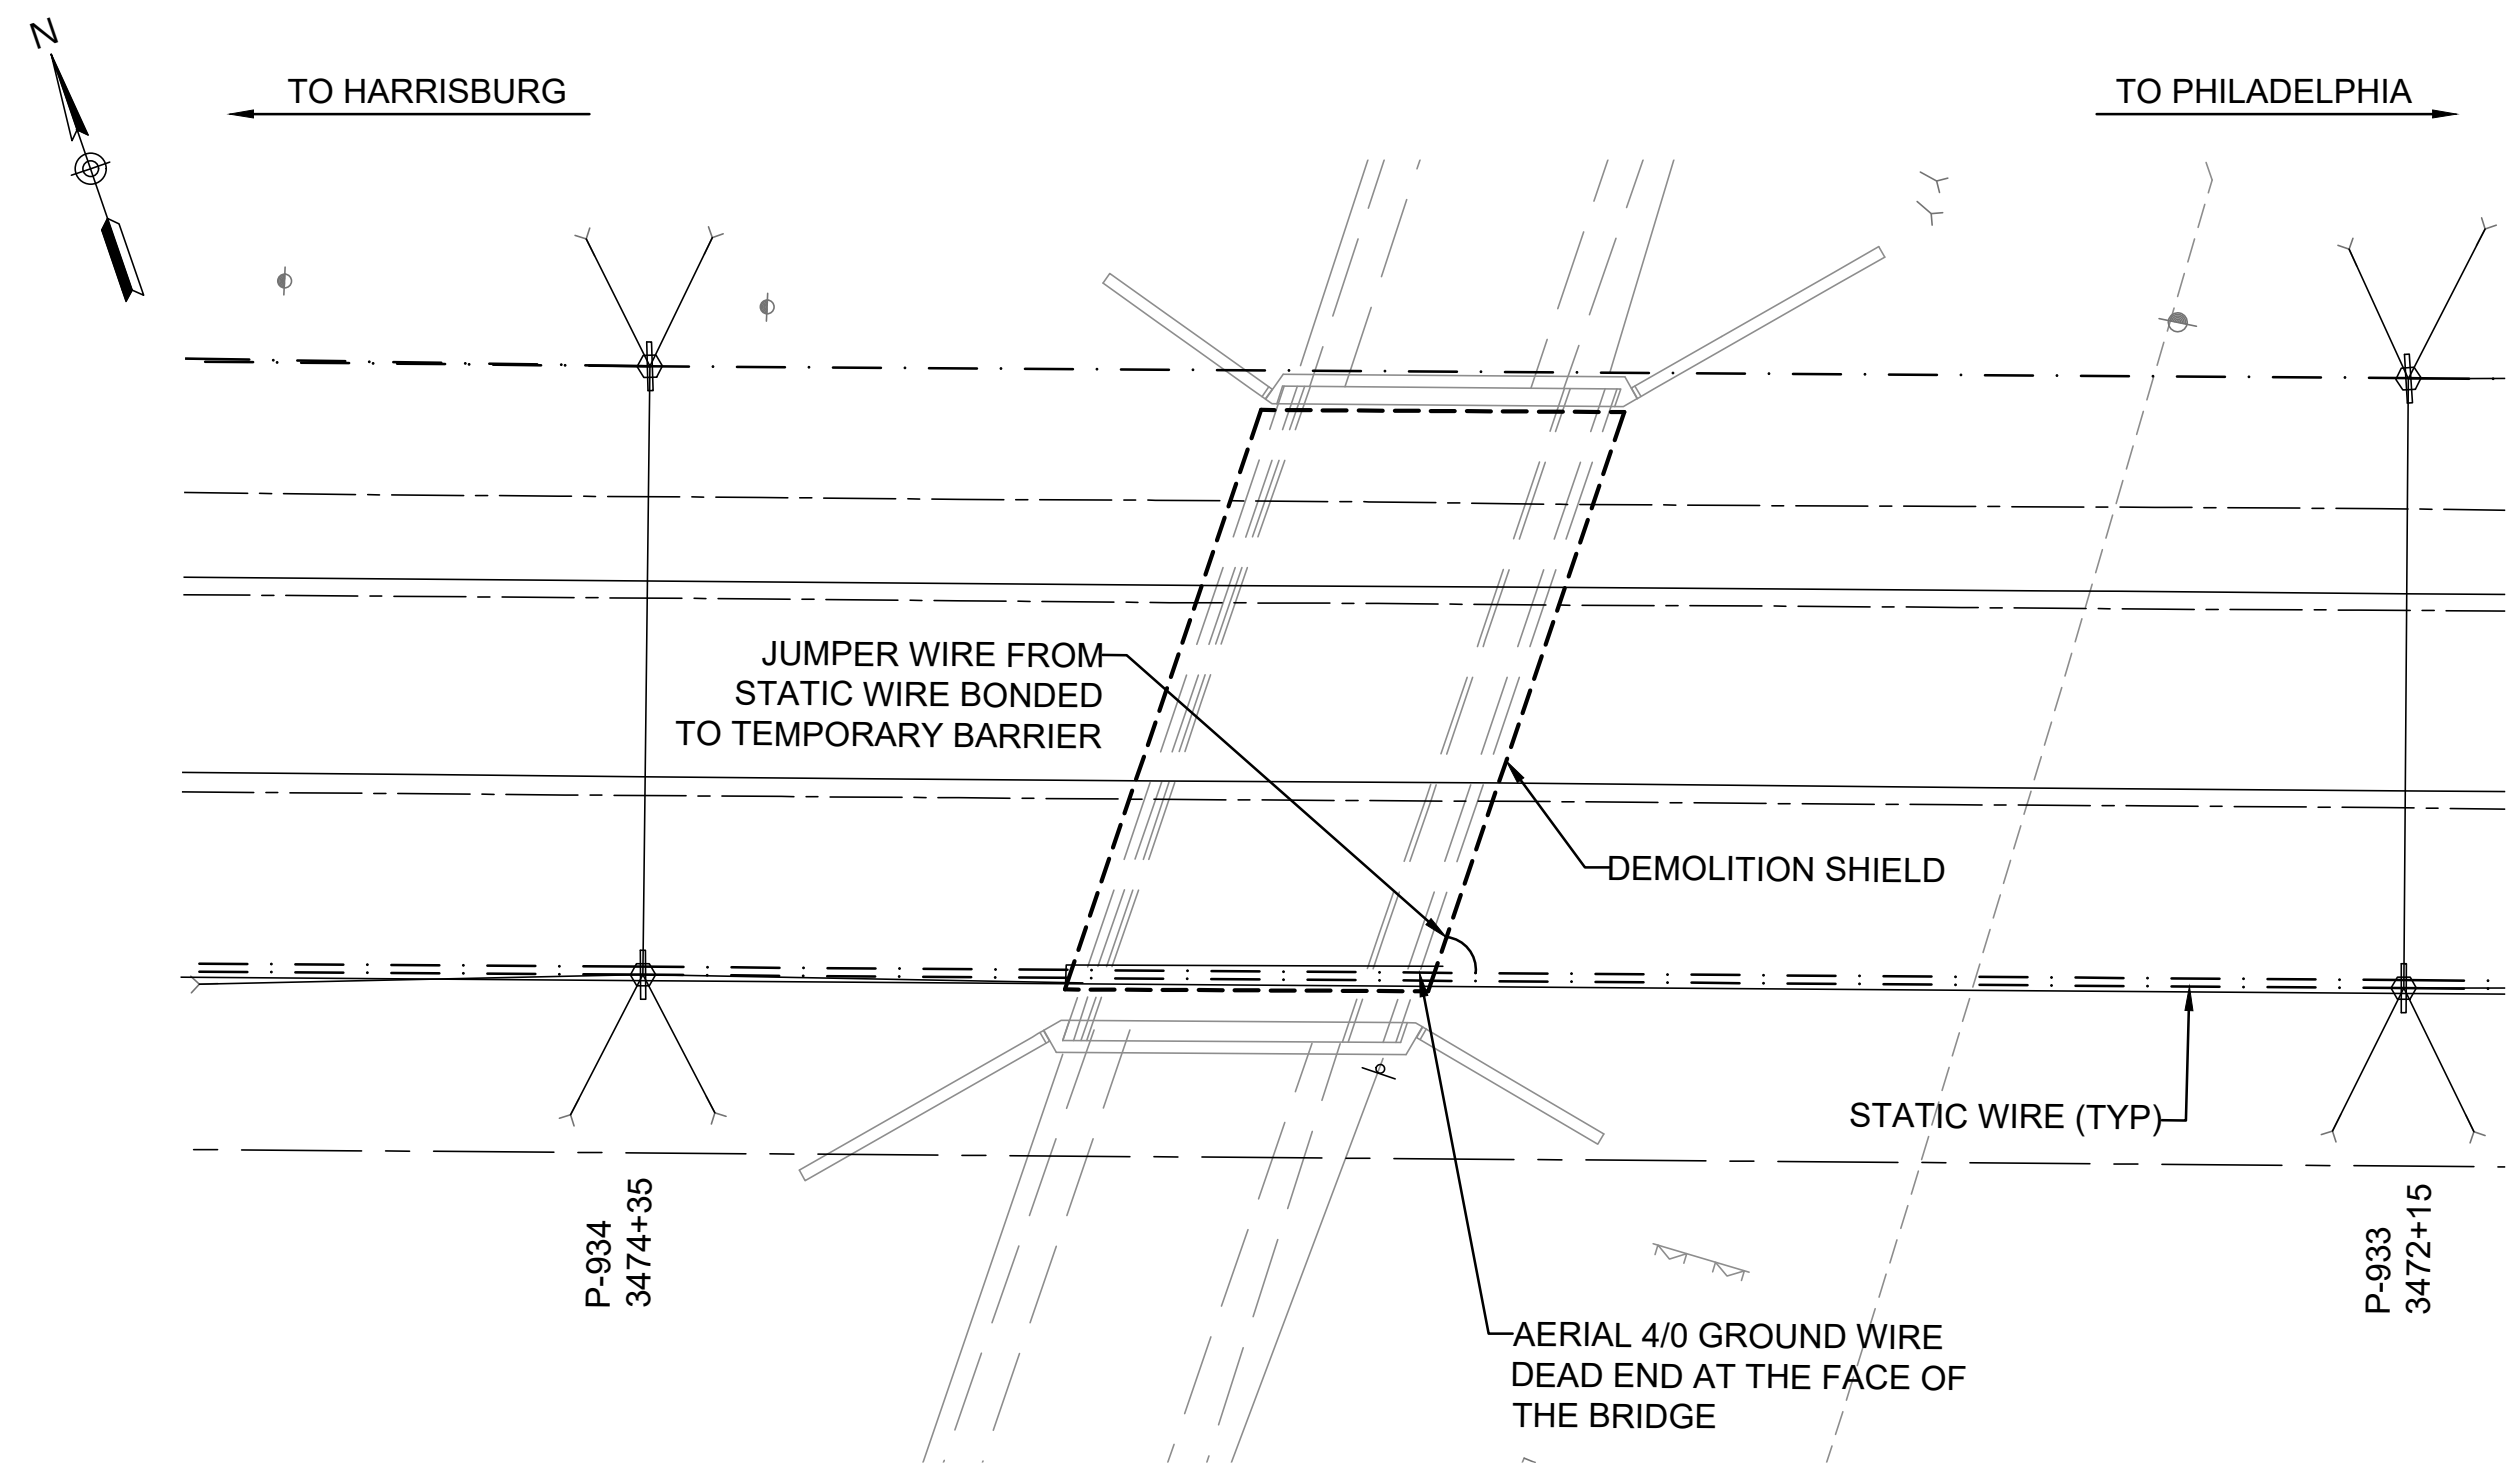 N
TO HARRISBURG
TO PHILADELPHIA
JUMPER WIRE FROM
STATIC WIRE BONDED
TO TEMPORARY BARRIER
DEMOLITION SHIELD
STATIC WIRE (TYP)
P-934
3474+35
P-933
3472+15
AERIAL 4/0 GROUND WIRE
DEAD END AT THE FACE OF
THE BRIDGE